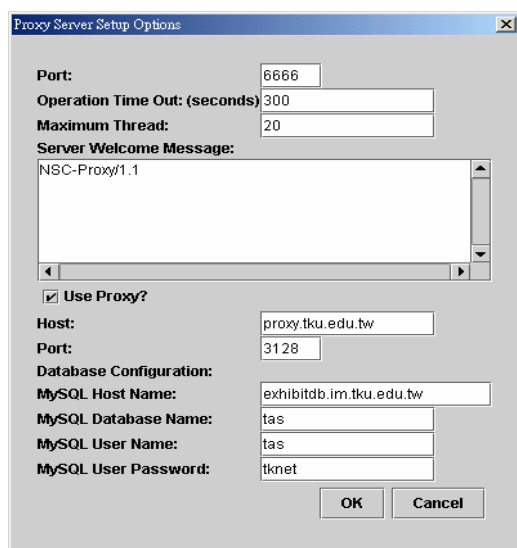 Proxy Server Setup Options
Port: 6666
Operation Time Out: (seconds) 300
Maximum Thread: 20
Server Welcome Message:
NSC-Proxy/1.1
Use Proxy?
Host: proxy.tku.edu.tw
Port: 3128
Database Configuration:
MySQL Host Name: exhibitdb.im.tku.edu.tw
MySQL Database Name: tas
MySQL User Name: tas
MySQL User Password: tknet
OK Cancel